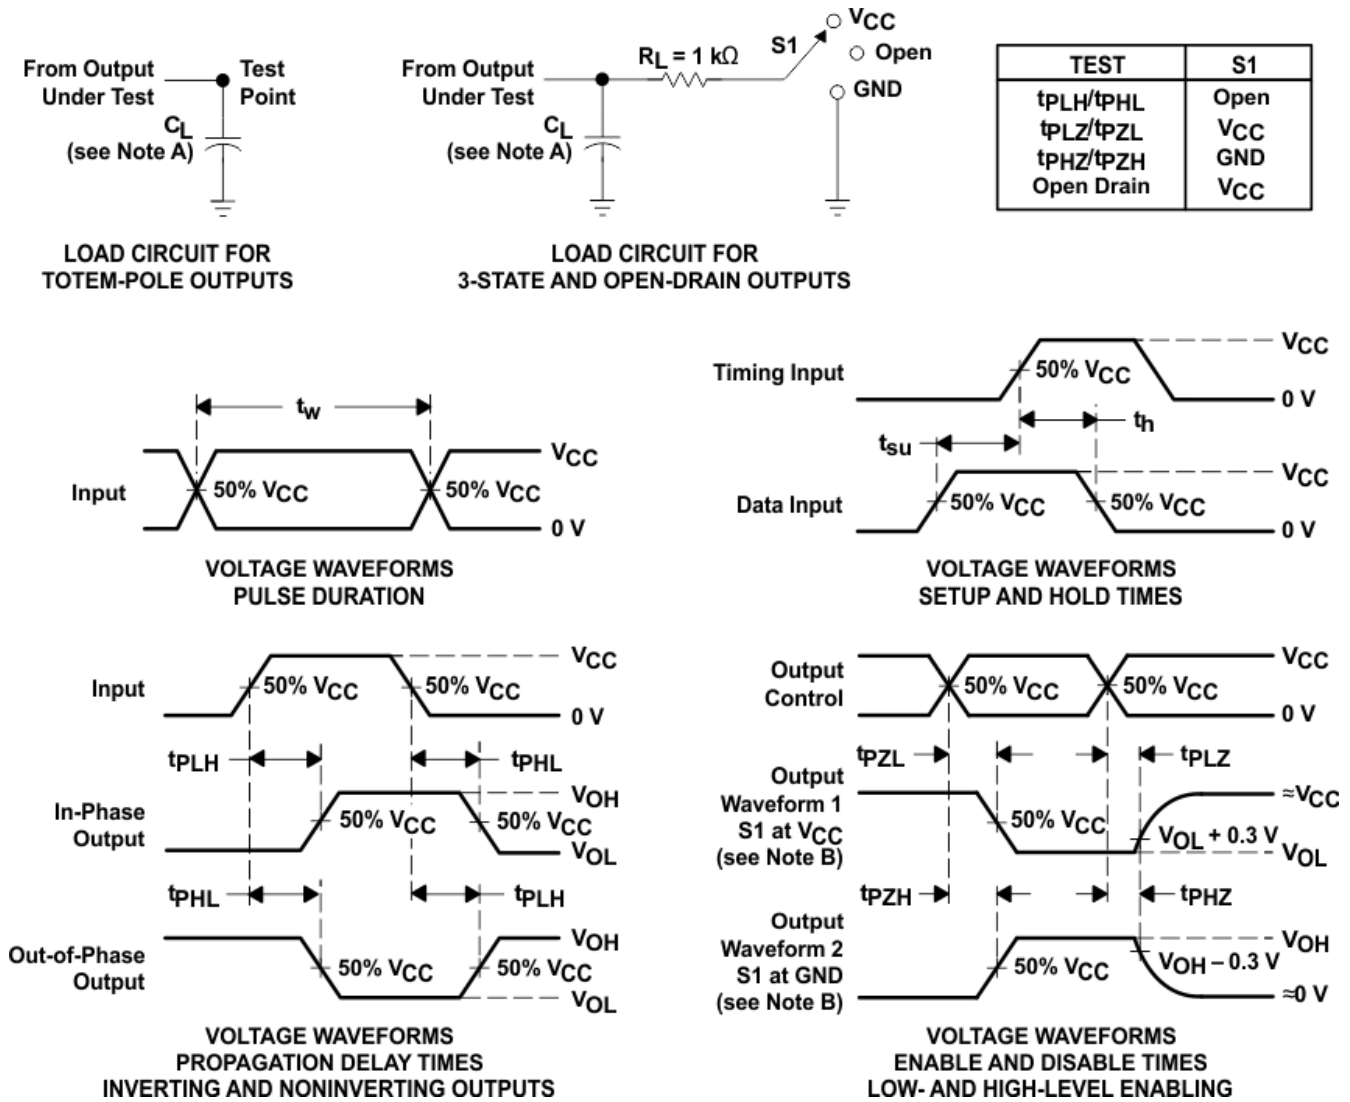 From Output
Under Test
Test
Point
CL
(see Note A)
LOAD CIRCUIT FOR
TOTEM-POLE OUTPUTS
From Output
Under Test
RL = 1 kΩ
S1
VCC
Open
GND
CL
(see Note A)
LOAD CIRCUIT FOR
3-STATE AND OPEN-DRAIN OUTPUTS
TEST S1
tPLH/tPHL Open
tPLZ/tPZL VCC
tPHZ/tPZH GND
Open Drain VCC
tw
Input
50% VCC
50% VCC
VCC
0 V
VOLTAGE WAVEFORMS
PULSE DURATION
Timing Input
50% VCC
VCC
0 V
tsu
th
Data Input
50% VCC
50% VCC
VCC
0 V
VOLTAGE WAVEFORMS
SETUP AND HOLD TIMES
Input
50% VCC
50% VCC
VCC
0 V
tPLH
tPHL
In-Phase
Output
50% VCC
50% VCC
VOH
VOL
tPHL
tPLH
Out-of-Phase
Output
50% VCC
50% VCC
VOH
VOL
VOLTAGE WAVEFORMS
PROPAGATION DELAY TIMES
INVERTING AND NONINVERTING OUTPUTS
Output
Control
50% VCC
50% VCC
VCC
0 V
tPZL
tPLZ
Output
Waveform 1
S1 at VCC
(see Note B)
50% VCC
VOL + 0.3 V
≈VCC
VOL
tPZH
tPHZ
Output
Waveform 2
S1 at GND
(see Note B)
50% VCC
VOH − 0.3 V
VOH
≈0 V
VOLTAGE WAVEFORMS
ENABLE AND DISABLE TIMES
LOW- AND HIGH-LEVEL ENABLING